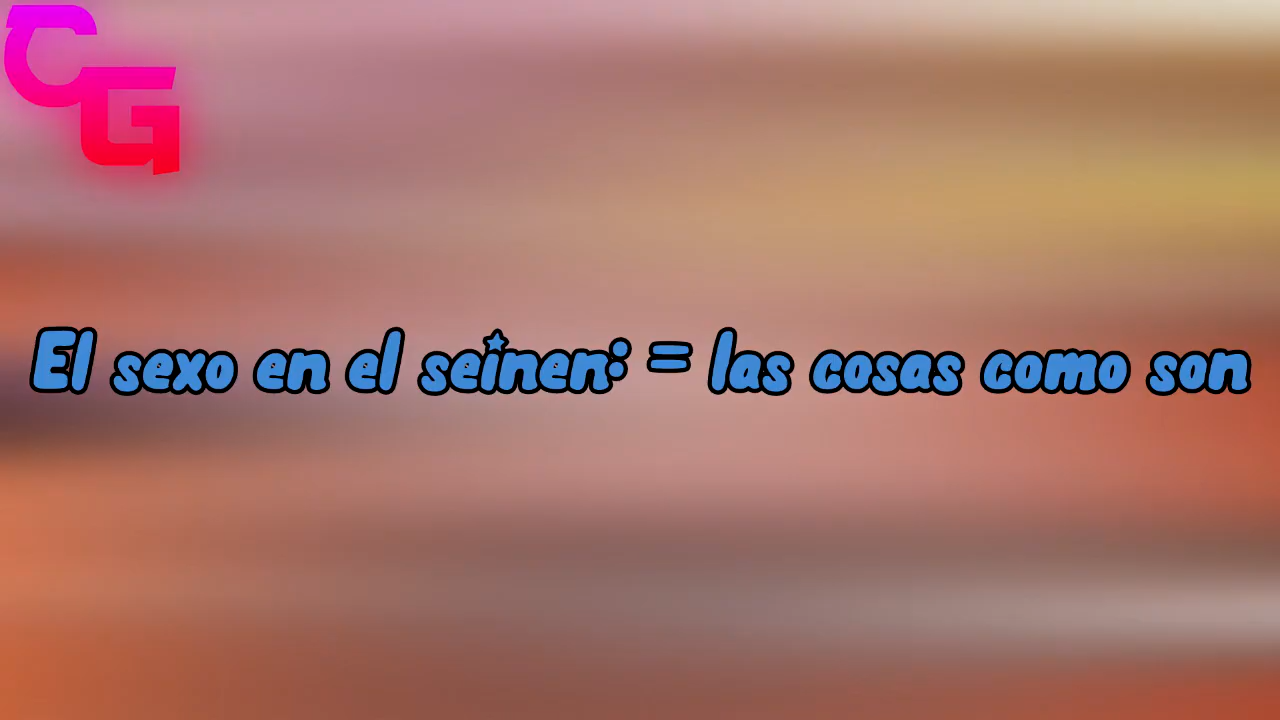 CG
El sexo en el seinen: = las cosas como son